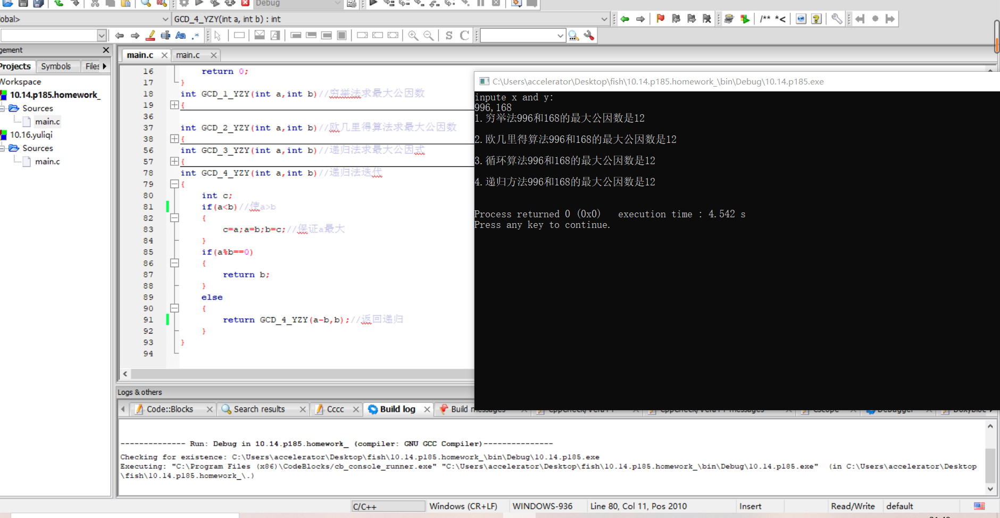 Debug
obal>
GCD_4_YZY(int a, int b) : int
/** *<
Aa .*
S C
gement
Projects Symbols Files
Workspace
10.14.p185.homework_
Sources
main.c
10.16.yuliqi
Sources
main.c
main.c main.c
16 return 0;
17 }
18 int GCD_1_YZY(int a,int b)//穷举法求最大公因数
19 {
36
37 int GCD_2_YZY(int a,int b)//欧几里得算法求最大公因数
38 {
56 int GCD_3_YZY(int a,int b)//递归法求最大公因式
57 {
78 int GCD_4_YZY(int a,int b)//递归法迭代
79 {
80 int c;
81 if(a<b)//使a>b
82 {
83 c=a;a=b;b=c;//保证a最大
84 }
85 if(a%b==0)
86 {
87 return b;
88 }
89 else
90 {
91 return GCD_4_YZY(a-b,b);//返回递归
92 }
93 }
94
C:\Users\accelerator\Desktop\fish\10.14.p185.homework_\bin\Debug\10.14.p185.exe
inpute x and y:
996,168
1.穷举法996和168的最大公因数是12
2.欧几里得算法996和168的最大公因数是12
3.循环算法996和168的最大公因数是12
4.递归方法996和168的最大公因数是12
Process returned 0 (0x0)   execution time : 4.542 s
Press any key to continue.
Logs & others
Code::Blocks Search results Cccc Build log Build messages CppCheck/Vera++ CppCheck/Vera++ messages Cscope Debugger DoxyBloc
-------------- Run: Debug in 10.14.p185.homework_ (compiler: GNU GCC Compiler)---------------
Checking for existence: C:\Users\accelerator\Desktop\fish\10.14.p185.homework_\bin\Debug\10.14.p185.exe
Executing: "C:\Program Files (x86)\CodeBlocks/cb_console_runner.exe" "C:\Users\accelerator\Desktop\fish\10.14.p185.homework_\bin\Debug\10.14.p185.exe"  (in C:\Users\accelerator\Desktop
\fish\10.14.p185.homework_\.)
C/C++ Windows (CR+LF) WINDOWS-936 Line 80, Col 11, Pos 2010 Insert Read/Write default